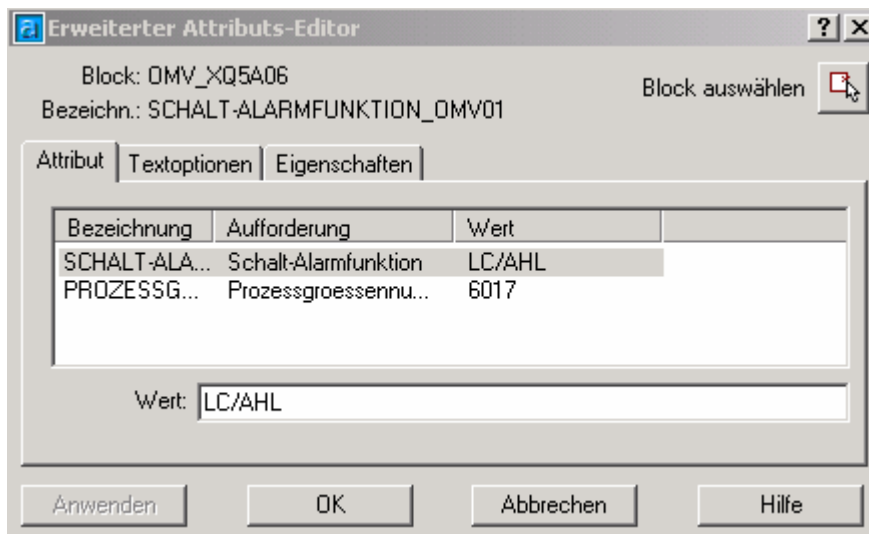 Erweiterter Attributs-Editor
Block: OMV_XQ5A06
Block auswählen
Bezeichn.: SCHALT-ALARMFUNKTION_OMV01
Attribut Textoptionen Eigenschaften
Bezeichnung Aufforderung Wert
SCHALT-ALA... Schalt-Alarmfunktion LC/AHL
PROZESSG... Prozessgroessennu... 6017
Wert: LC/AHL
Anwenden OK Abbrechen Hilfe